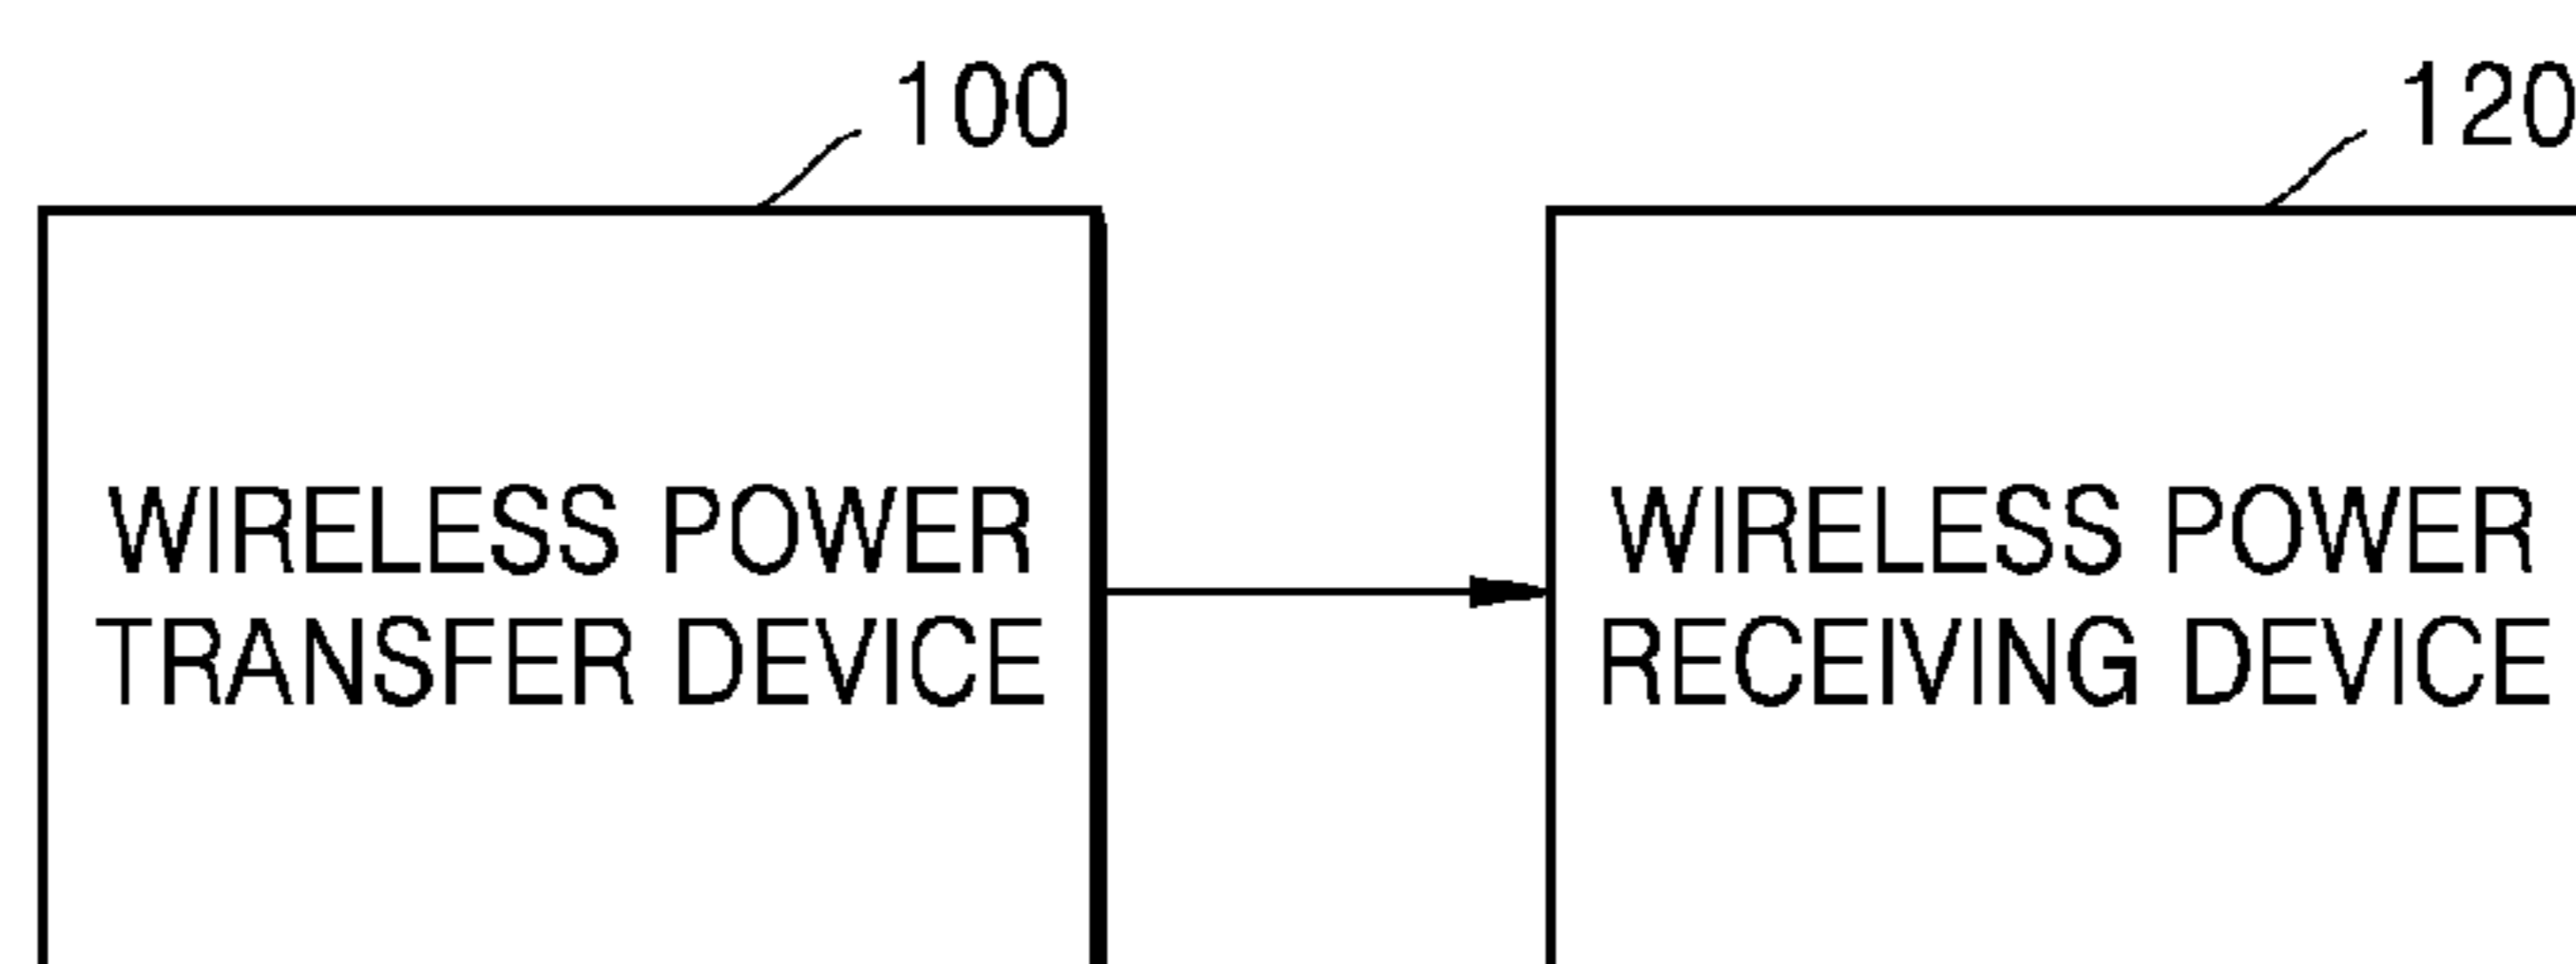 100
120
WIRELESS POWER
TRANSFER DEVICE
WIRELESS POWER
RECEIVING DEVICE